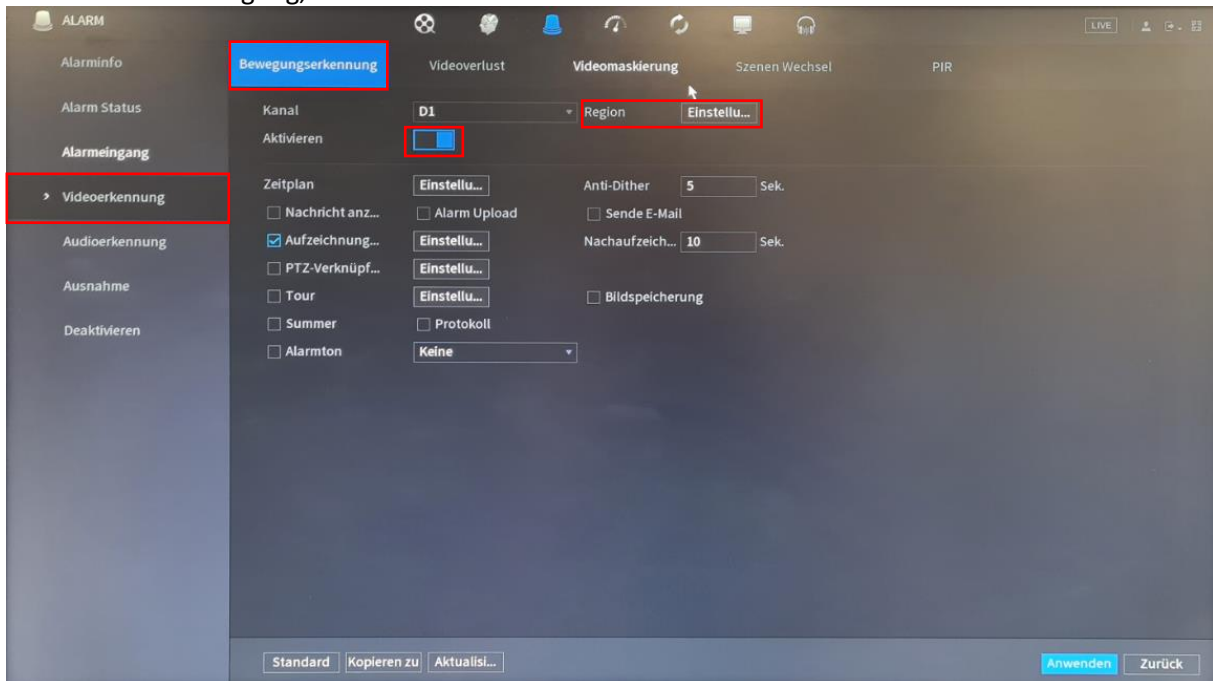 ALARM LIVE
Alarminfo Bewegungserkennung Videoverlust Videomaskierung Szenen Wechsel PIR
Alarm Status Kanal D1 Region Einstellu...
Aktivieren
Alarmeingang
Zeitplan Einstellu... Anti-Dither 5 Sek.
Videoerkennung
Nachricht anz... Alarm Upload Sende E-Mail
Audioerkennung Aufzeichnung... Einstellu... Nachaufzeich... 10 Sek.
PTZ-Verknüpf... Einstellu...
Ausnahme
Tour Einstellu... Bildspeicherung
Deaktivieren Summer Protokoll
Alarmton Keine
Standard Kopieren zu Aktualisi... Anwenden Zurück